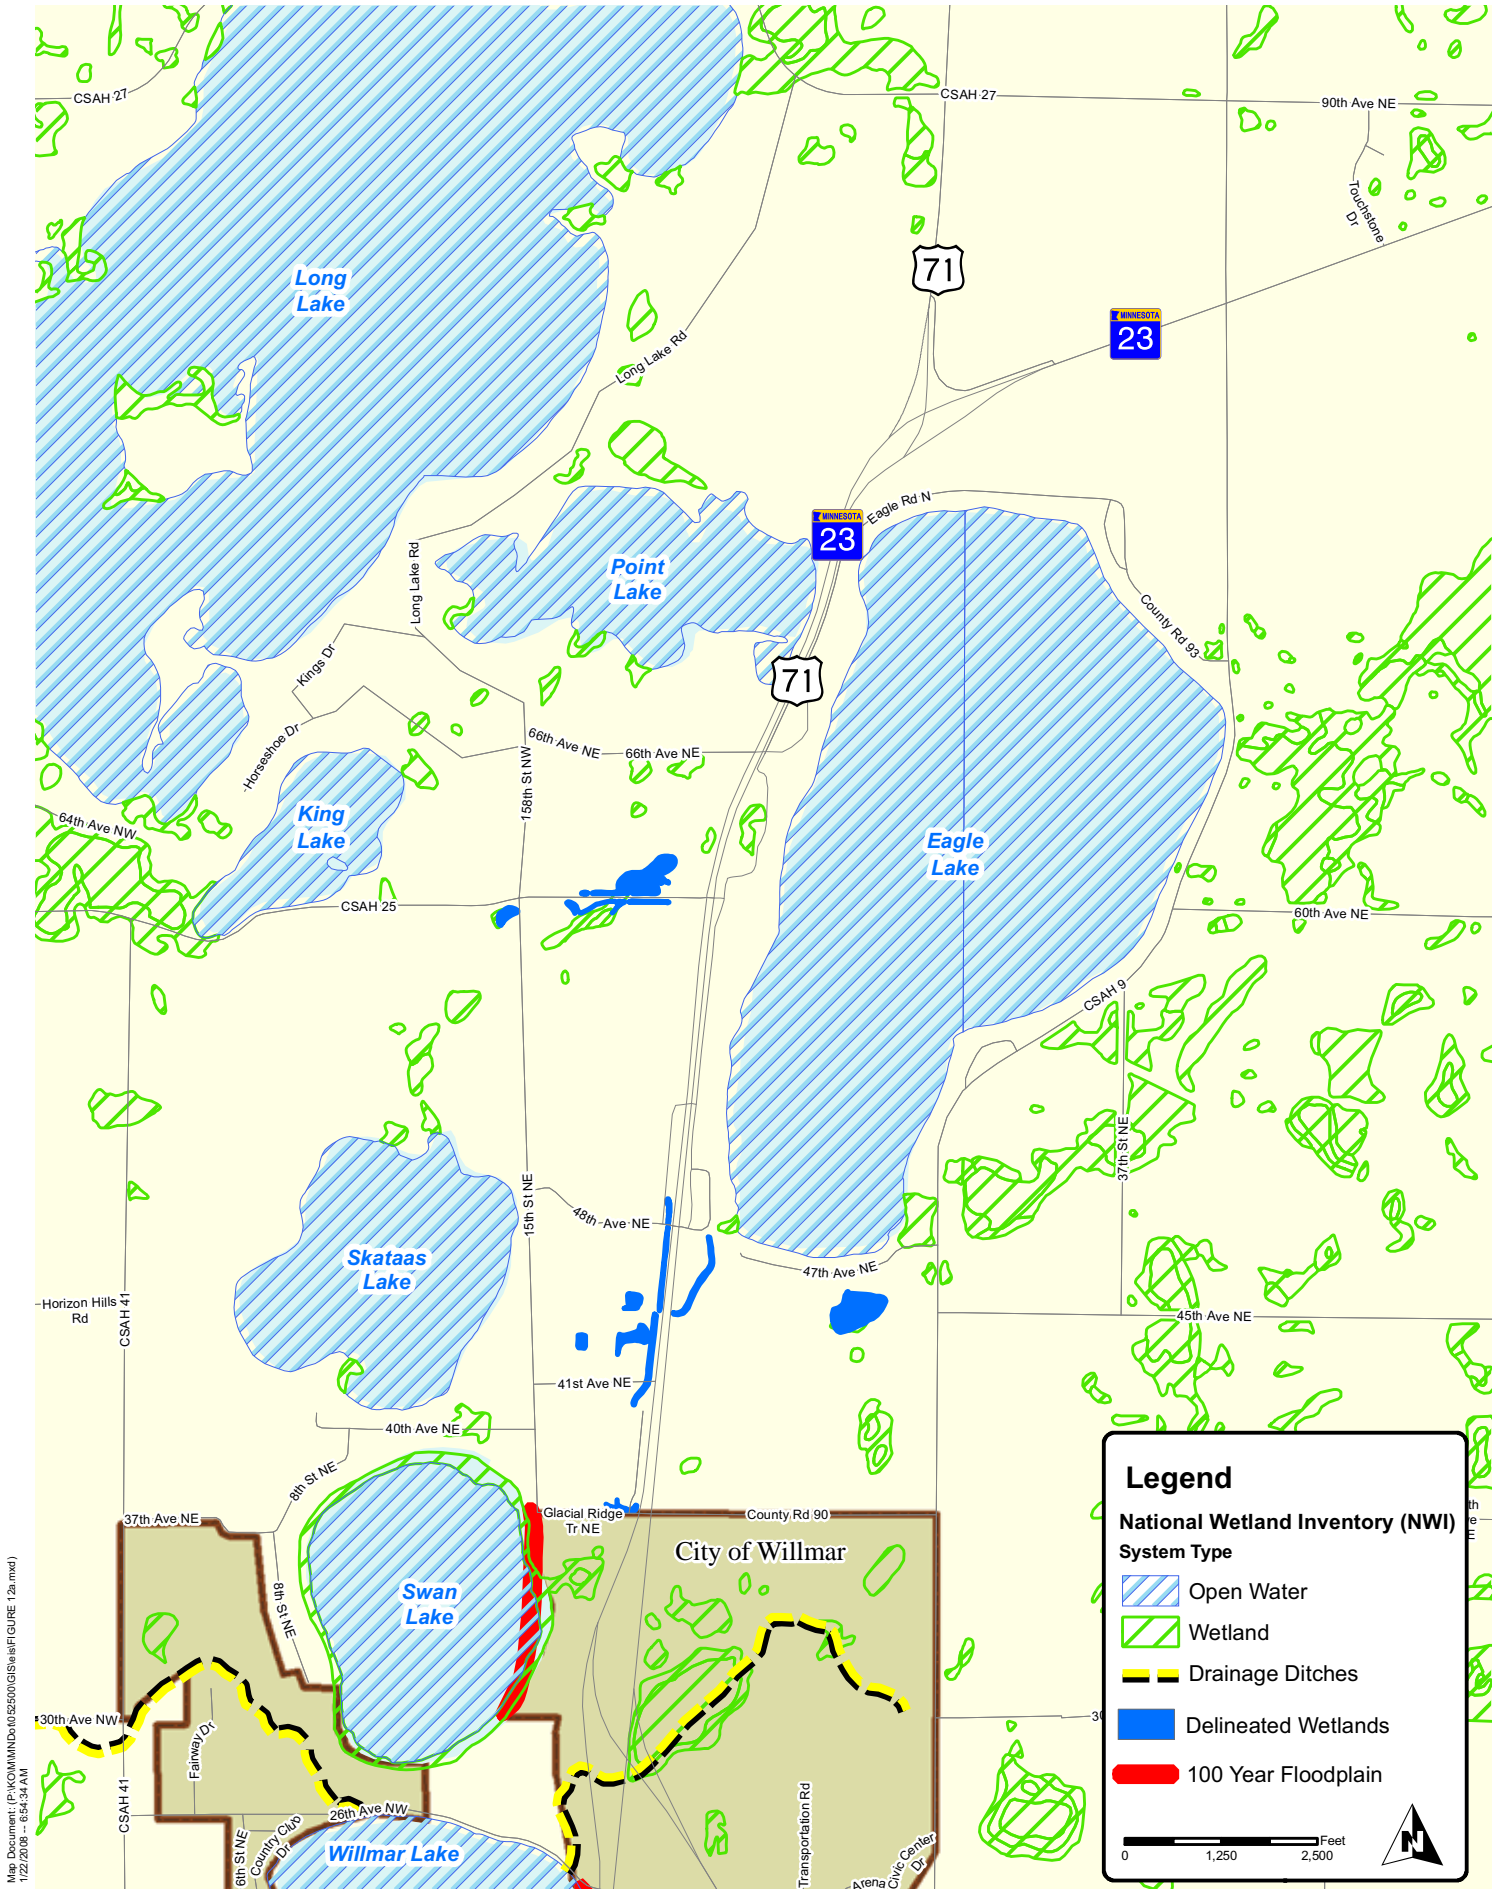 CSAH 27
CSAH 27
90th Ave NE
Touchstone
Dr
71
MINNESOTA
23
Long
Lake
Long Lake Rd
Eagle Rd N
MINNESOTA
23
Long Lake Rd
Point
Lake
County Rd 93
Kings Dr
71
Horseshoe Dr
66th Ave NE
66th Ave NE
158th St NW
64th Ave NW
King
Lake
Eagle
Lake
CSAH 25
60th Ave NE
CSAH 9
37th St NE
15th St NE
48th Ave NE
Skataas
Lake
47th Ave NE
Horizon Hills
Rd
CSAH 41
45th Ave NE
41st Ave NE
40th Ave NE
8th St NE
37th Ave NE
Glacial Ridge
Tr NE
County Rd 90
City of Willmar
8th St NE
Swan
Lake
30th Ave NW
Fairway Dr
CSAH 41
26th Ave NW
Country Club
Dr
6th St NE
Willmar Lake
Transportation Rd
Arena
Civic Center
Dr
30
Legend
National Wetland Inventory (NWI)
System Type
Open Water
Wetland
Drainage Ditches
Delineated Wetlands
100 Year Floodplain
0
1,250
2,500
Feet
N
1/22/2008 -- 6:54:34 AM